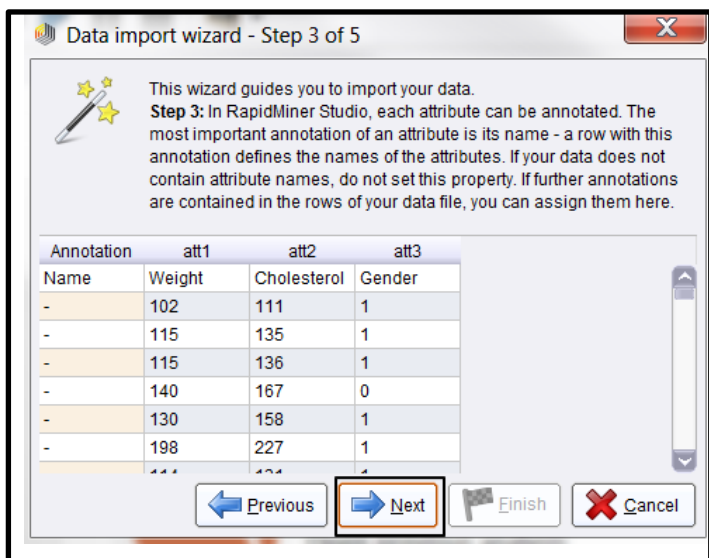 Data import wizard - Step 3 of 5
This wizard guides you to import your data.
Step 3: In RapidMiner Studio, each attribute can be annotated. The
most important annotation of an attribute is its name - a row with this
annotation defines the names of the attributes. If your data does not
contain attribute names, do not set this property. If further annotations
are contained in the rows of your data file, you can assign them here.
Annotation att1 att2 att3
Name Weight Cholesterol Gender
- 102 111 1
- 115 135 1
- 115 136 1
- 140 167 0
- 130 158 1
- 198 227 1
Previous Next Finish Cancel